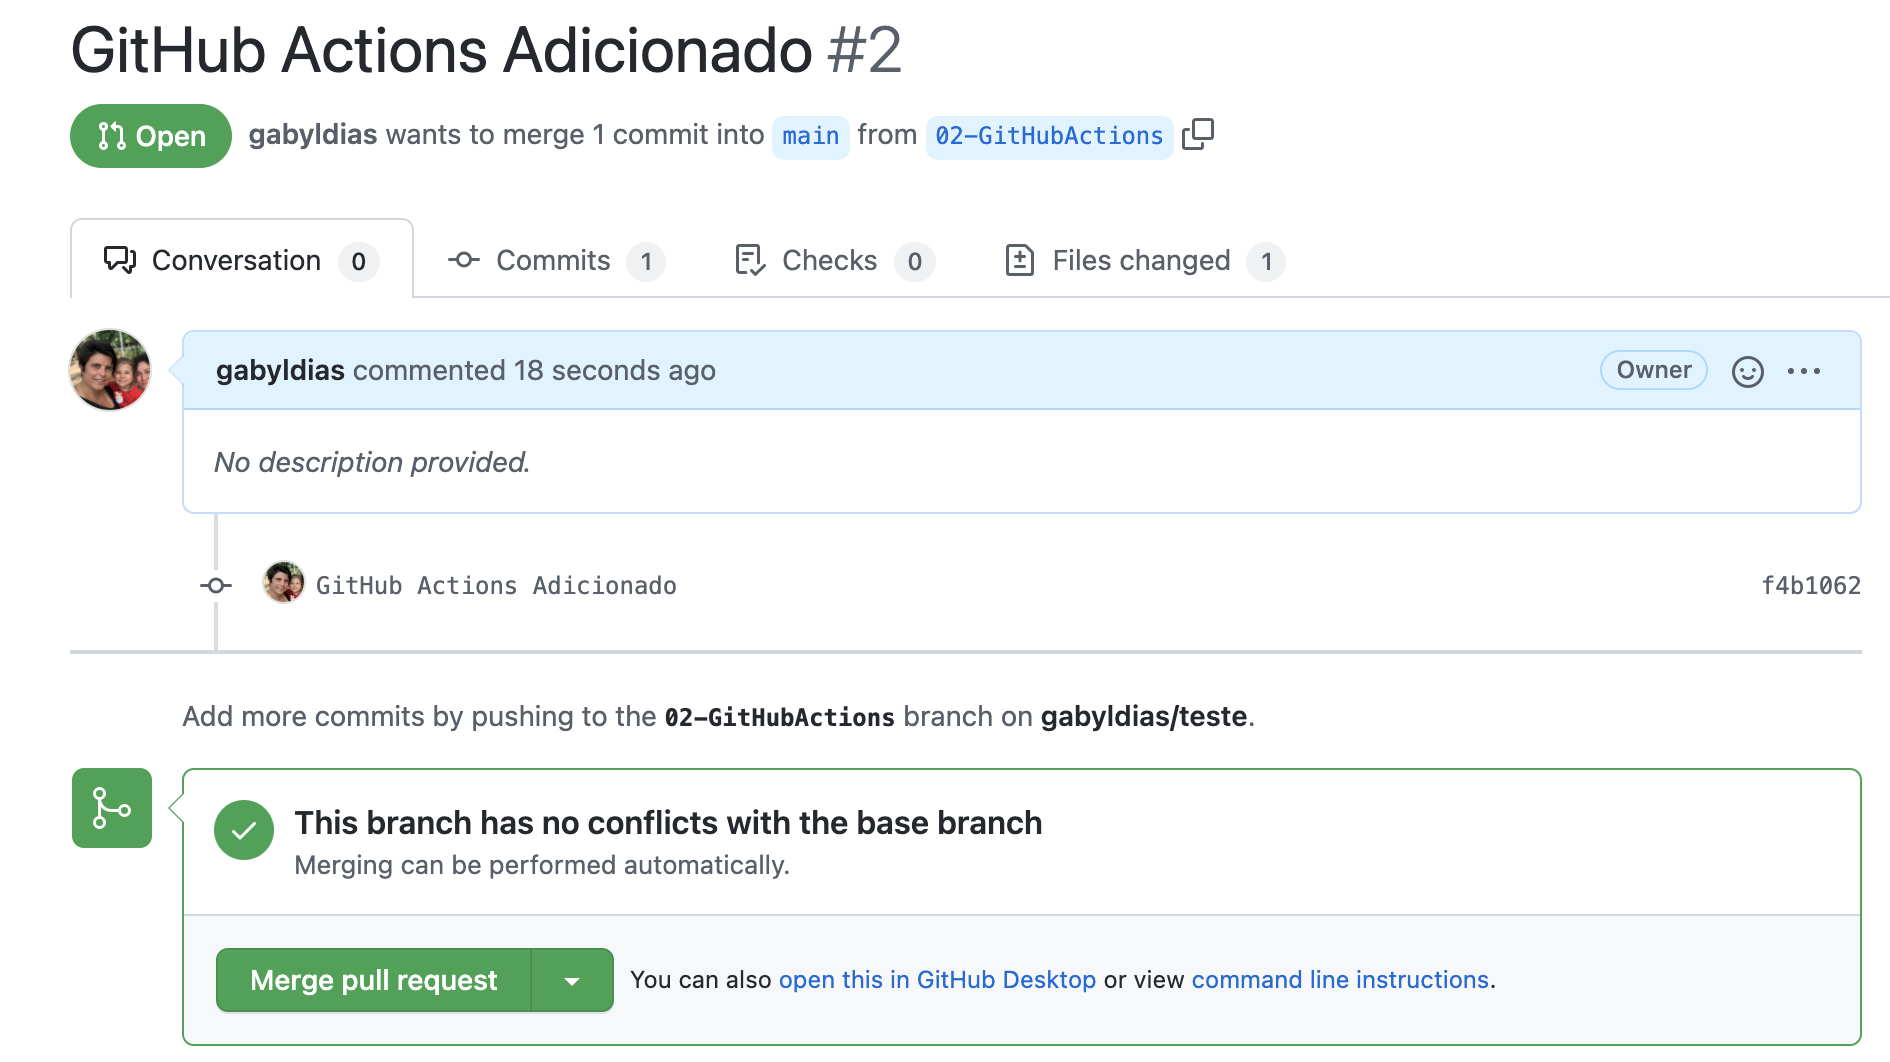 GitHub Actions Adicionado #2
Open gabyldias wants to merge 1 commit into main from 02-GitHubActions
Conversation 0 Commits 1 Checks 0 Files changed 1
gabyldias commented 18 seconds ago Owner
No description provided.
GitHub Actions Adicionado f4b1062
Add more commits by pushing to the 02-GitHubActions branch on gabyldias/teste.
This branch has no conflicts with the base branch
Merging can be performed automatically.
Merge pull request You can also open this in GitHub Desktop or view command line instructions.